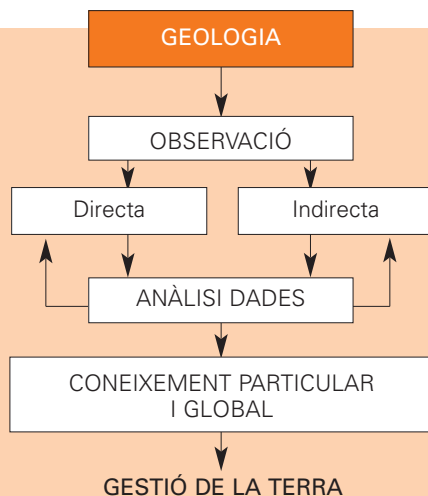 GEOLOGIA
OBSERVACIÓ
Directa
Indirecta
ANÀLISI DADES
CONEIXEMENT PARTICULAR
I GLOBAL
GESTIÓ DE LA TERRA